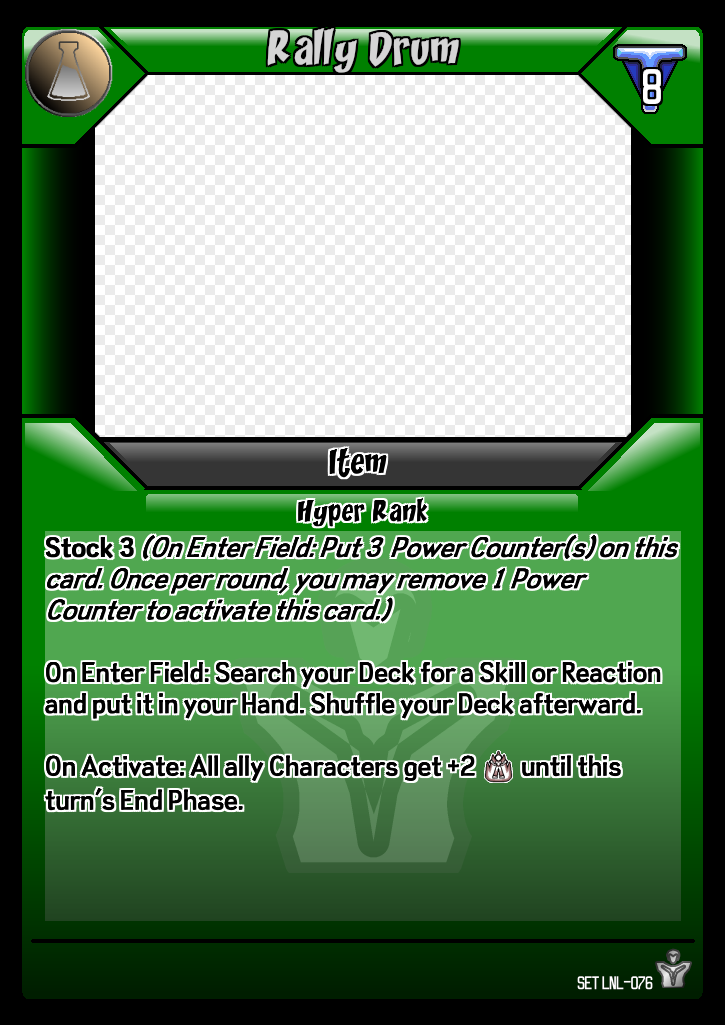 Rally Drum
8
Item
Hyper Rank
Stock 3 (On Enter Field: Put 3 Power Counter(s) on this
card. Once per round, you may remove 1 Power
Counter to activate this card.)
On Enter Field: Search your Deck for a Skill or Reaction
and put it in your Hand. Shuffle your Deck afterward.
On Activate: All ally Characters get +2 until this
turn's End Phase.
SET LNL-076